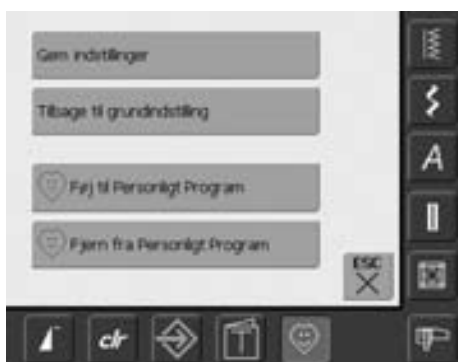 Gem indstillinger
Tilbage til grundindstilling
Føj til Personligt Program
Fjern fra Personligt Program
ESC
A
clr